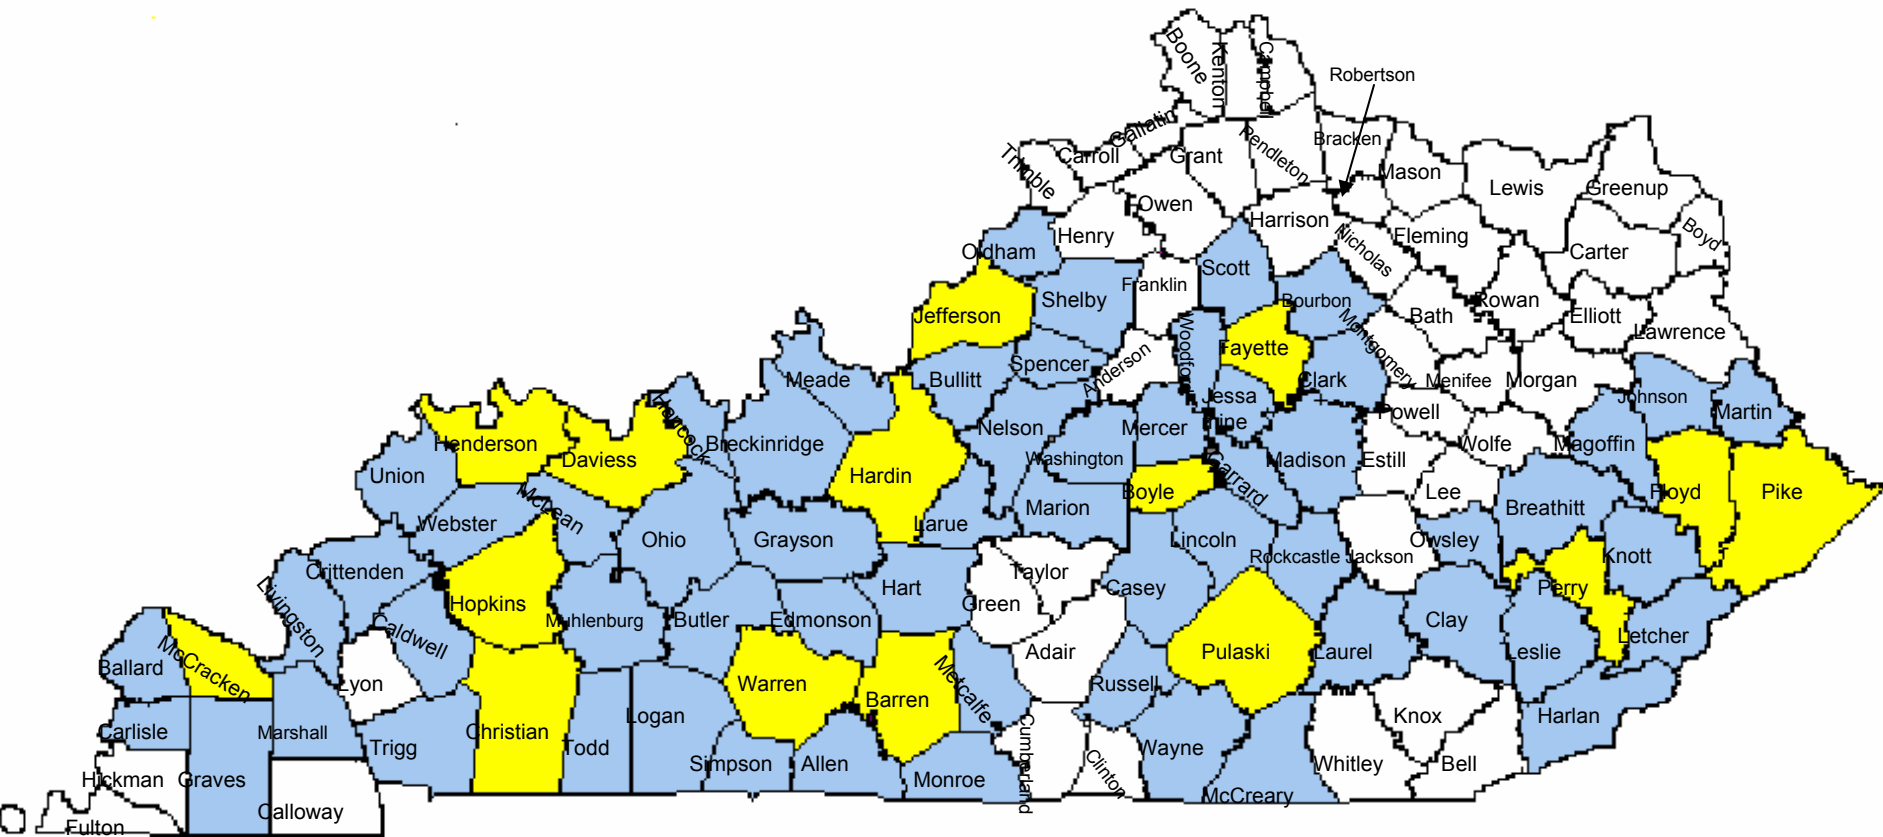 Boone
Kenton
Campbell
Robertson
Gallatin
Trimble
Carroll
Grant
Pendleton
Bracken
Mason
Lewis
Greenup
Owen
Harrison
Henry
Nicholas
Fleming
Boyd
Oldham
Carter
Scott
Franklin
Shelby
Bourbon
Rowan
Jefferson
Bath
Elliott
Lawrence
Montgomery
Woodfo
Fayette
Spencer
Anderson
Meade
Bullitt
Clark
Menifee
Morgan
Jessa
mine
Johnson
Martin
Powell
Hancock
Nelson
Mercer
Henderson
Breckinridge
Wolfe
Magoffin
Daviess
Washington
Madison
Estill
Union
Hardin
Garrard
Boyle
Lee
Floyd
Pike
McLean
Marion
Breathitt
Webster
Larue
Ohio
Grayson
Lincoln
Owsley
Rockcastle
Jackson
Knott
Crittenden
Taylor
Livingston
Hart
Casey
Perry
Hopkins
Green
Muhlenburg
Butler
Edmonson
Clay
Caldwell
Letcher
Adair
Pulaski
Laurel
Leslie
Ballard
McCracken
Lyon
Warren
Metcalfe
Russell
Barren
Logan
Knox
Harlan
Carlisle
Marshall
Christian
Trigg
Todd
Cumberland
Wayne
Simpson
Allen
Clinton
Whitley
Bell
Hickman
Graves
Monroe
McCreary
Calloway
Fulton